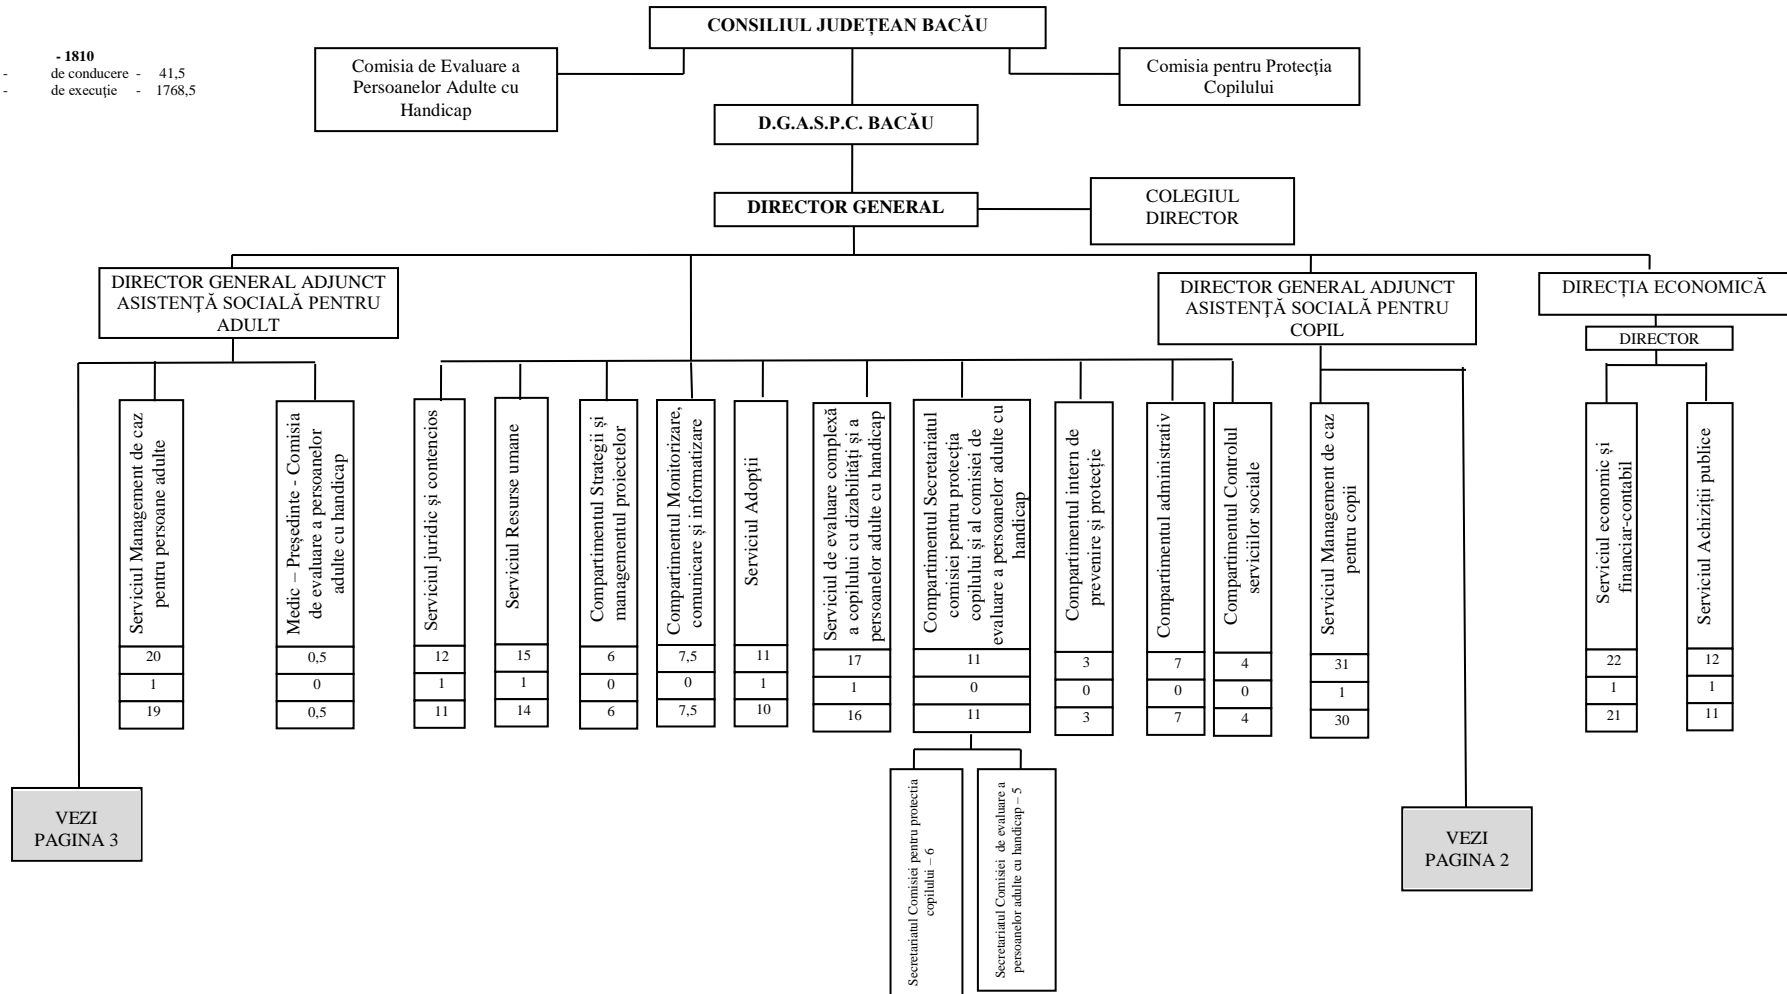 CONSILIUL JUDEȚEAN BACĂU
- 1810
- de conducere - 41,5
- de execuție - 1768,5
Comisia de Evaluare a
Persoanelor Adulte cu
Handicap
Comisia pentru Protecția
Copilului
D.G.A.S.P.C. BACĂU
DIRECTOR GENERAL
COLEGIUL
DIRECTOR
DIRECTOR GENERAL ADJUNCT
ASISTENȚĂ SOCIALĂ PENTRU
ADULT
DIRECTOR GENERAL ADJUNCT
ASISTENȚĂ SOCIALĂ PENTRU
COPIL
DIRECȚIA ECONOMICĂ
DIRECTOR
Serviciul Management de caz
pentru persoane adulte
20
1
19
Medic – Președinte - Comisia
de evaluare a persoanelor
adulte cu handicap
0,5
0
0,5
Serviciul juridic și contencios
12
1
11
Serviciul Resurse umane
15
1
14
Compartimentul Strategii și
managementul proiectelor
6
0
6
Compartimentul Monitorizare,
comunicare și informatizare
7,5
0
7,5
Serviciul Adopții
11
1
10
Serviciul de evaluare complexă
a copilului cu dizabilități și a
persoanelor adulte cu handicap
17
1
16
Compartimentul Secretariatul
comisiei pentru protecția
copilului și al comisiei de
evaluare a persoanelor adulte cu
handicap
11
0
11
Compartimentul intern de
prevenire și protecție
3
0
3
Compartimentul administrativ
7
0
7
Compartimentul Controlul
serviciilor sociale
4
0
4
Serviciul Management de caz
pentru copii
31
1
30
Serviciul economic și
financiar-contabil
22
1
21
Serviciul Achiziții publice
12
1
11
Secretariatul Comisiei pentru protectia
copilului – 6
Secretariatul Comisiei de evaluare a
persoanelor adulte cu handicap – 5
VEZI
PAGINA 3
VEZI
PAGINA 2